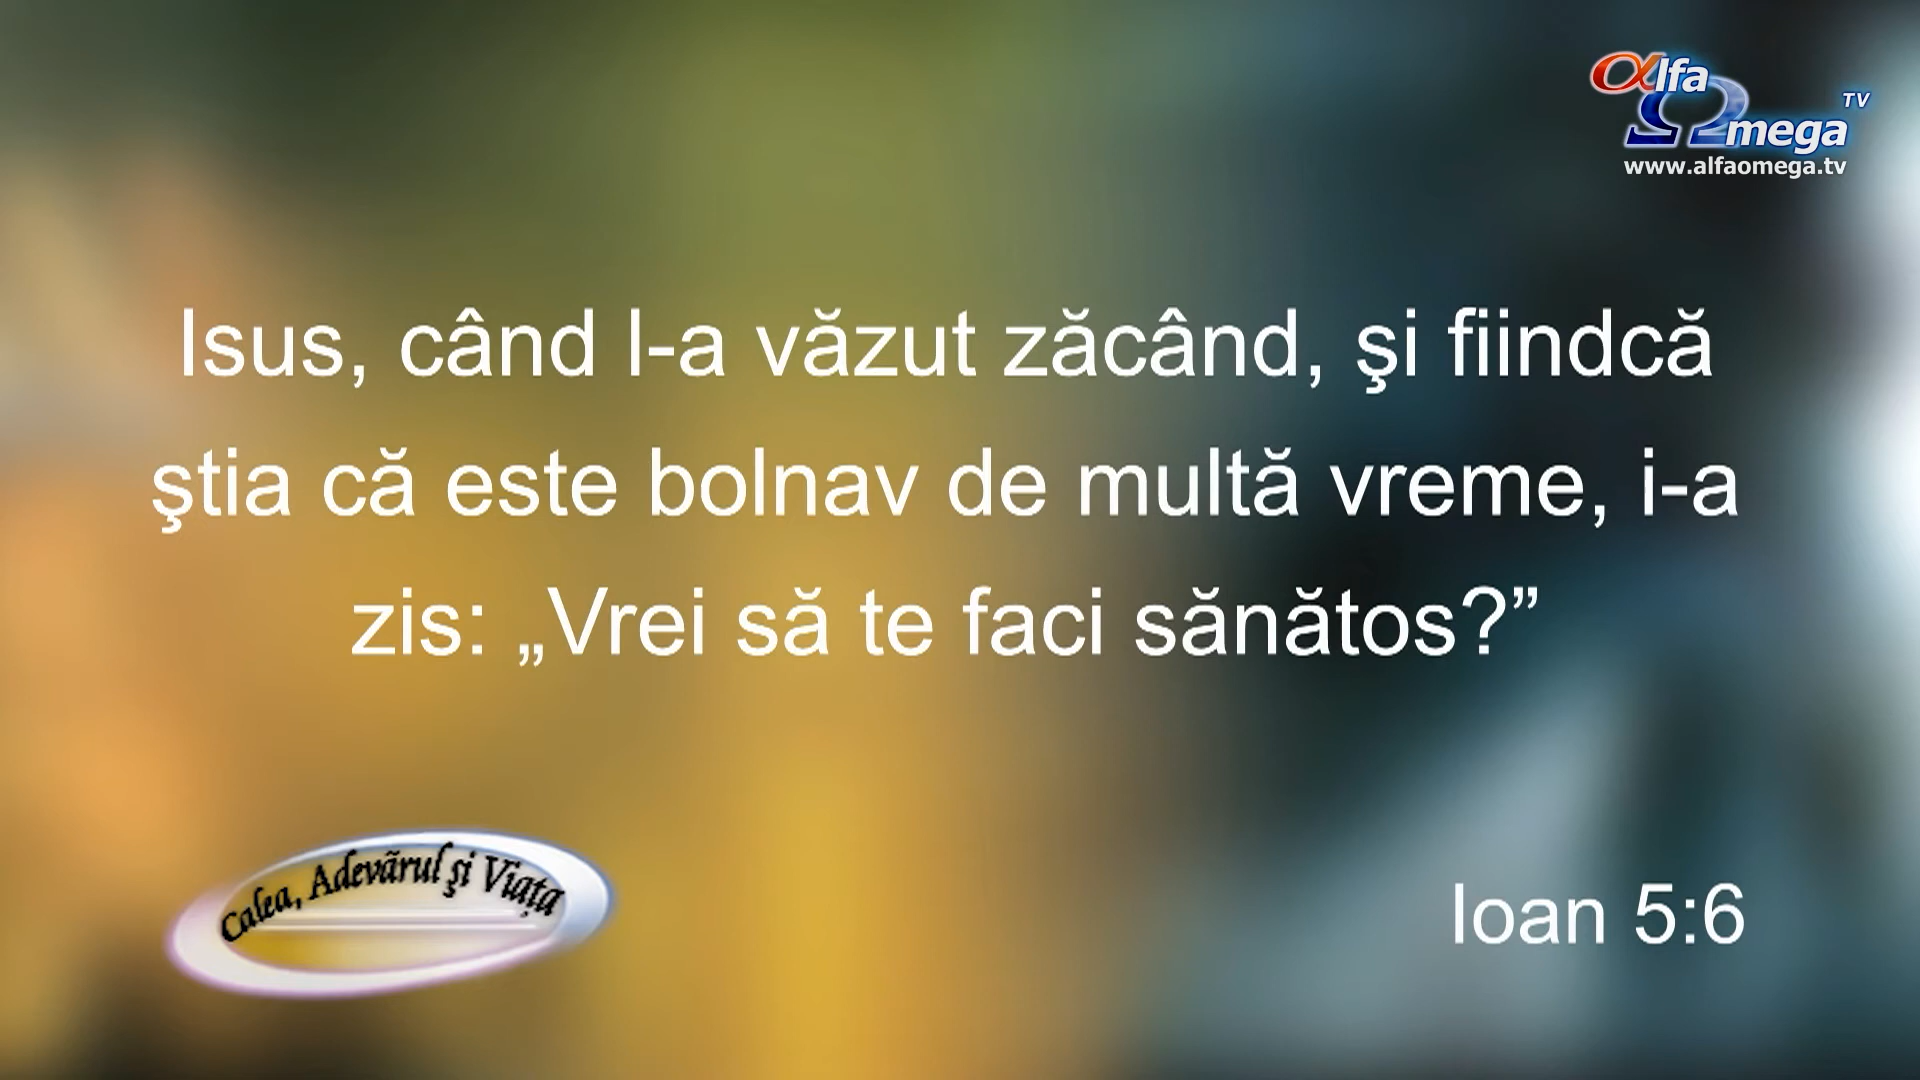 αlfa
Ωmega TV
www.alfaomega.tv
Isus, când l-a văzut zăcând, şi fiindcă
ştia că este bolnav de multă vreme, i-a
zis: „Vrei să te faci sănătos?”
Calea, Adevărul şi Viaţa
Ioan 5:6